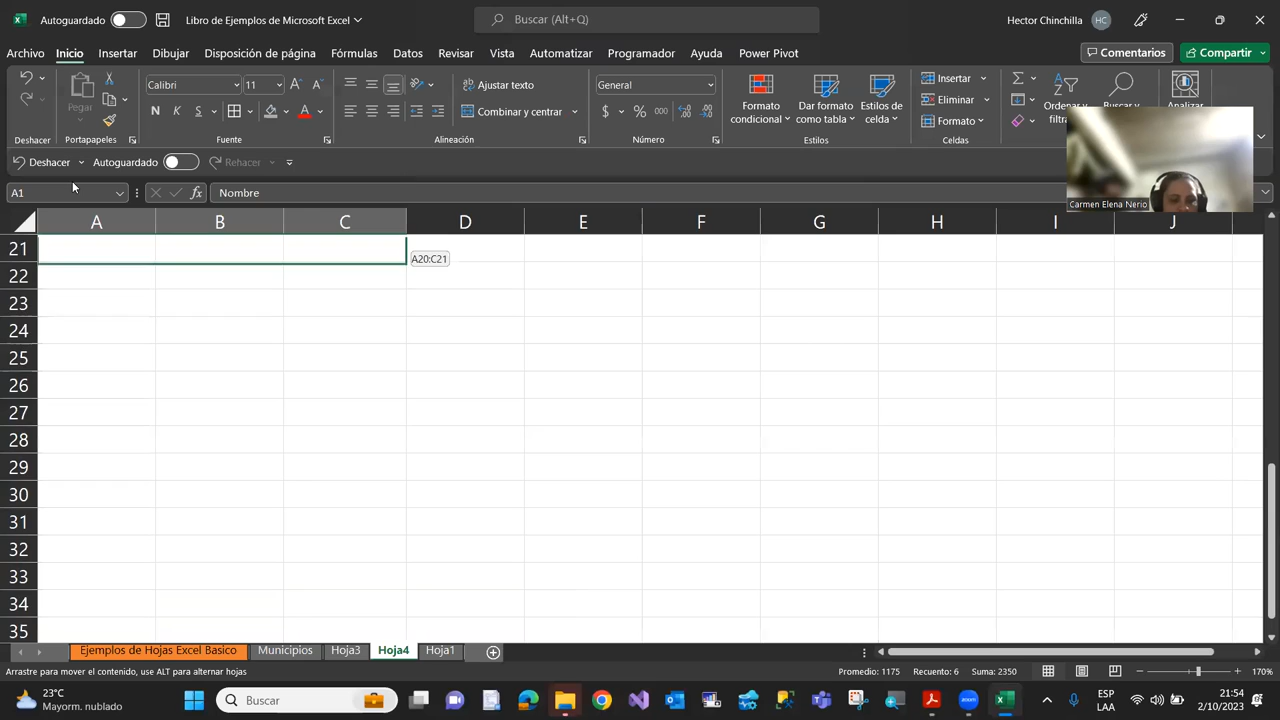 Autoguardado
Libro de Ejemplos de Microsoft Excel
Buscar (Alt+Q)
Hector Chinchilla
HC
Archivo Inicio Insertar Dibujar Disposición de página Fórmulas Datos Revisar Vista Automatizar Programador Ayuda Power Pivot
Comentarios
Compartir
Pegar
Calibri 11
Ajustar texto
General
Formato condicional
Dar formato como tabla
Estilos de celda
Insertar
Eliminar
Formato
Ordenar y
filtr
Buscar y
Analizar
N K S
Combinar y centrar
$ % 000
Deshacer Portapapeles Fuente Alineación Número Estilos Celdas
Deshacer Autoguardado Rehacer
Carmen Elena Nerio
A1 fx Nombre
A B C D E F G H I J
21
A20:C21
22
23
24
25
26
27
28
29
30
31
32
33
34
35
Ejemplos de Hojas Excel Basico Municipios Hoja3 Hoja4 Hoja1
Arrastre para mover el contenido, use ALT para alternar hojas
Promedio: 1175 Recuento: 6 Suma: 2350
170%
23°C
Mayorm. nublado
Buscar
ESP
LAA
21:54
2/10/2023